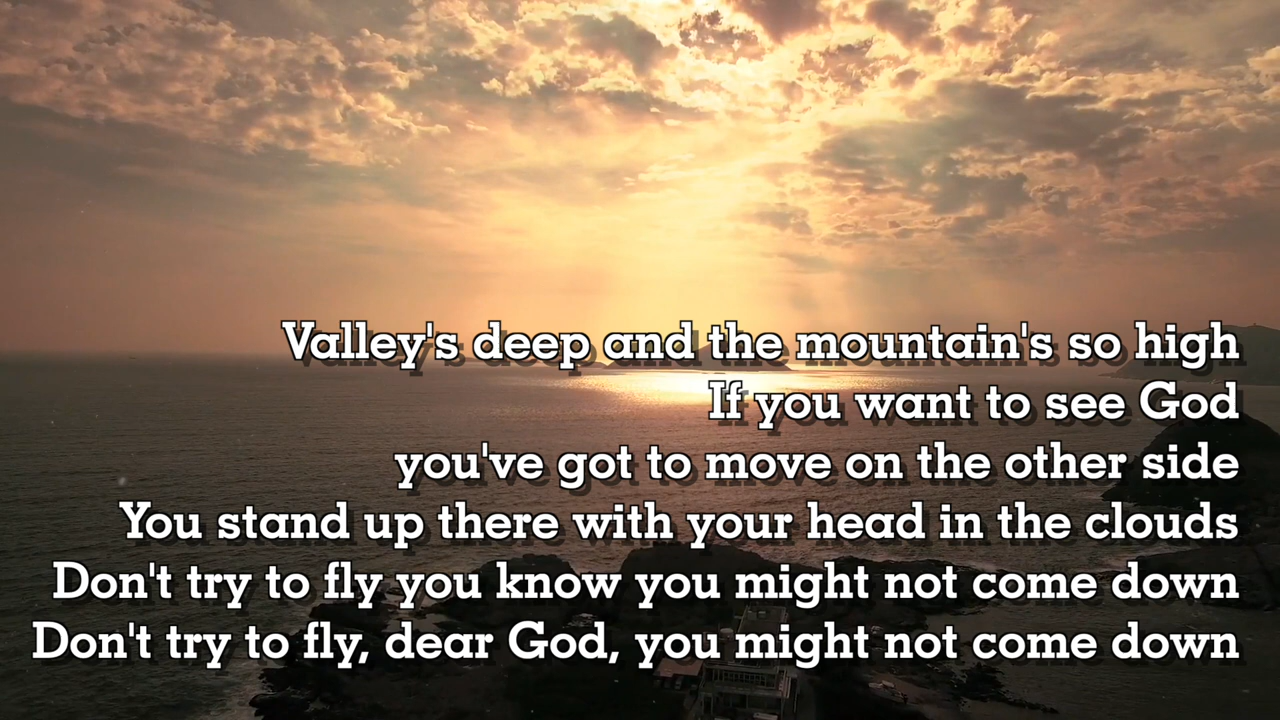 Valley's deep and the mountain's so high
If you want to see God
you've got to move on the other side
You stand up there with your head in the clouds
Don't try to fly you know you might not come down
Don't try to fly, dear God, you might not come down